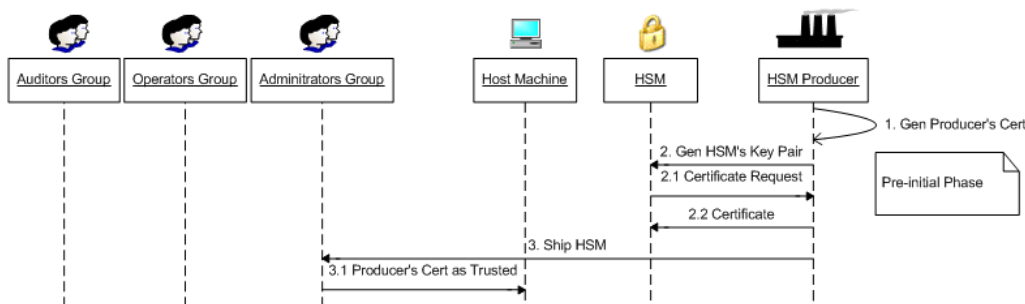 Auditors Group
Operators Group
Adminitrators Group
Host Machine
HSM
HSM Producer
1. Gen Producer's Cert
2. Gen HSM's Key Pair
2.1 Certificate Request
Pre-initial Phase
2.2 Certificate
3. Ship HSM
3.1 Producer's Cert as Trusted